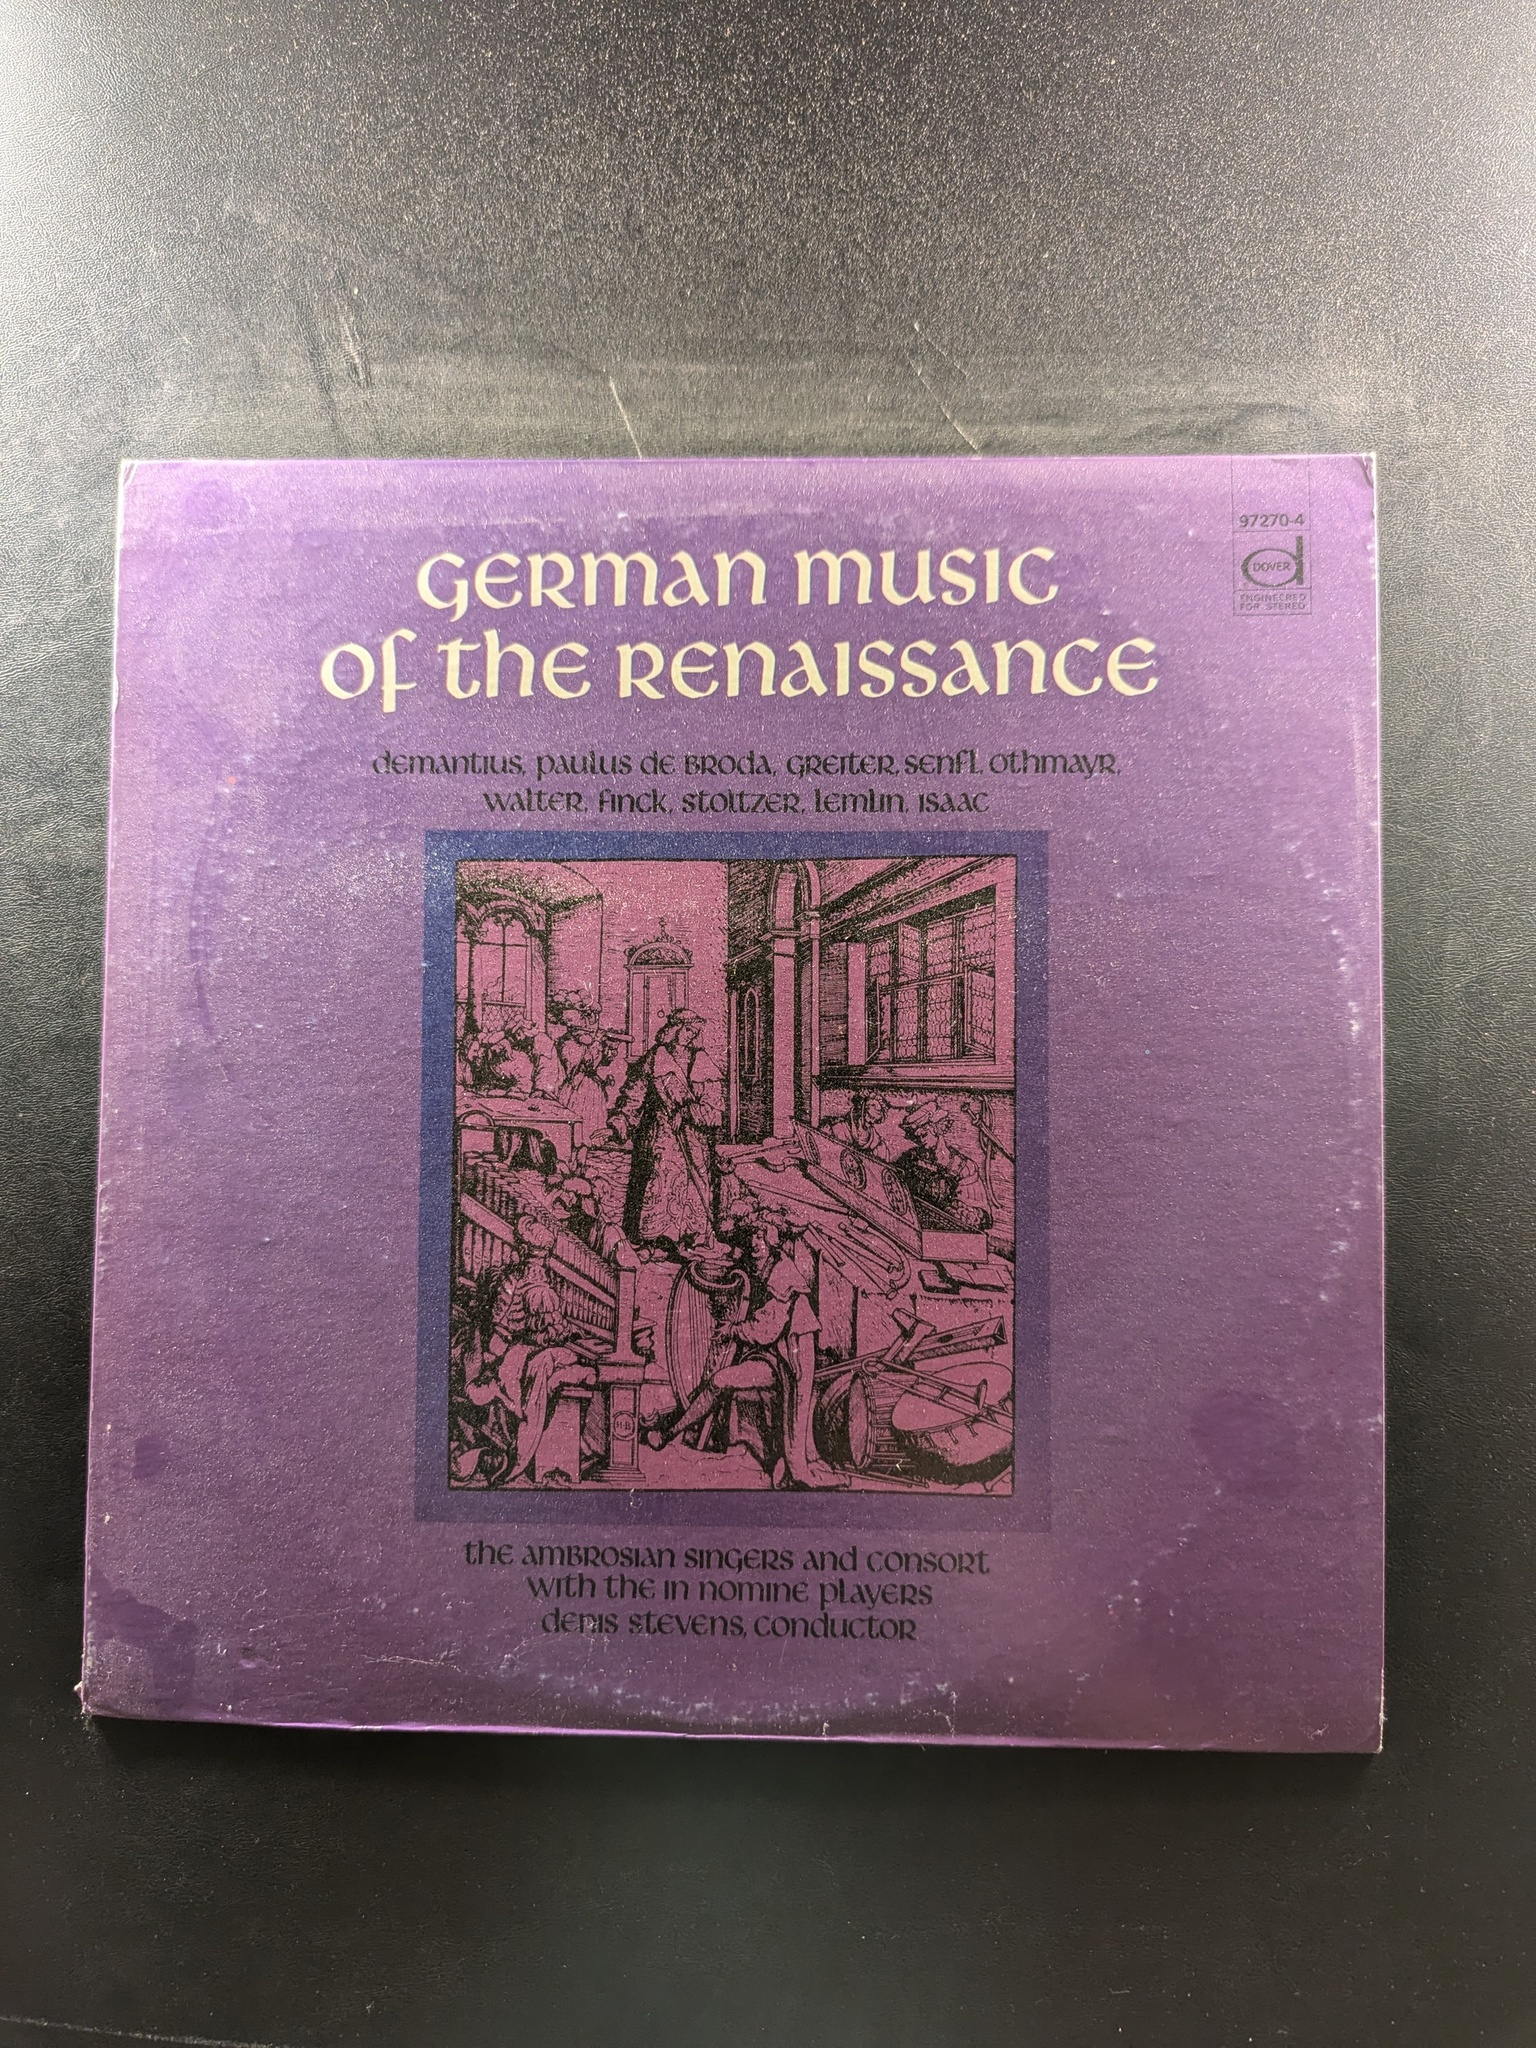 97270-4
DOVER
ENGINEERED
FOR STEREO
German Music
of the Renaissance
demantius, paulus de broda, greiter, senfl, othmayr,
walter, finck, stoltzer, lemlin, isaac
H·B
the ambrosian singers and consort
with the in nomine players
denis stevens, conductor